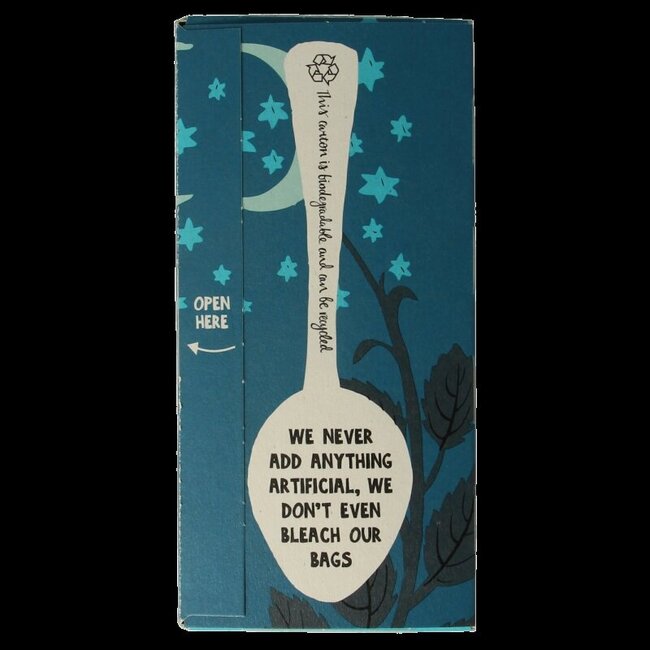 This carton is biodegradable and can be recycled
OPEN
HERE
WE NEVER
ADD ANYTHING
ARTIFICIAL, WE
DON'T EVEN
BLEACH OUR
BAGS